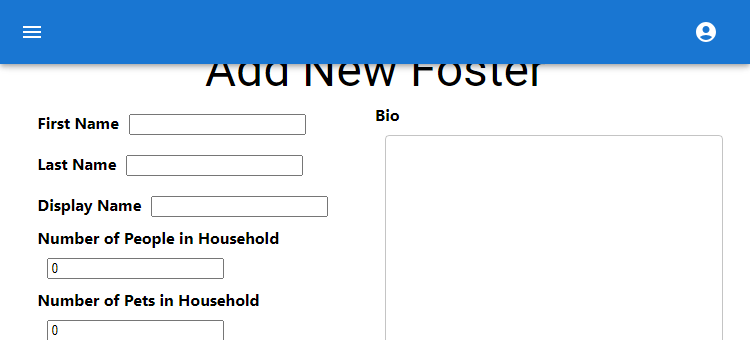 Add New Foster
First Name
Last Name
Display Name
Number of People in Household
0
Number of Pets in Household
0
Bio